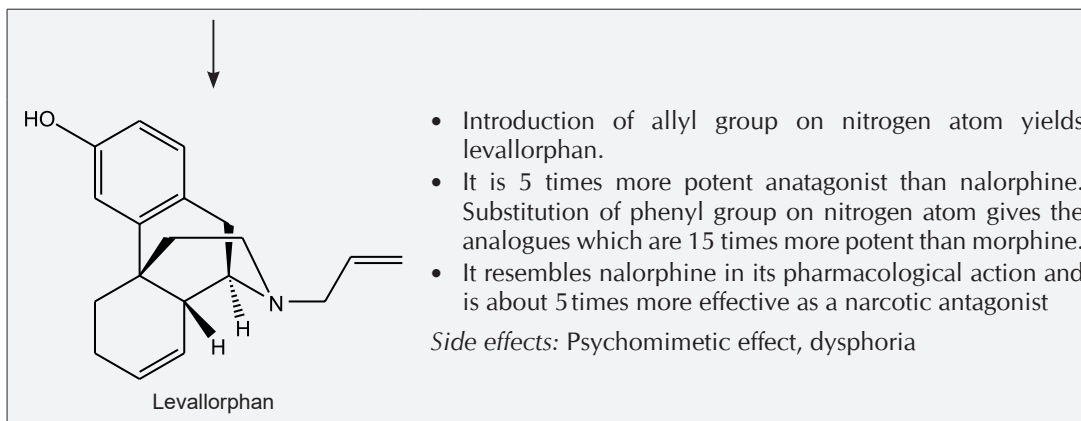 HO
N
H
H
Levallorphan
• Introduction of allyl group on nitrogen atom yields
levallorphan.
• It is 5 times more potent anatagonist than nalorphine.
Substitution of phenyl group on nitrogen atom gives the
analogues which are 15 times more potent than morphine.
• It resembles nalorphine in its pharmacological action and
is about 5 times more effective as a narcotic antagonist
Side effects: Psychomimetic effect, dysphoria